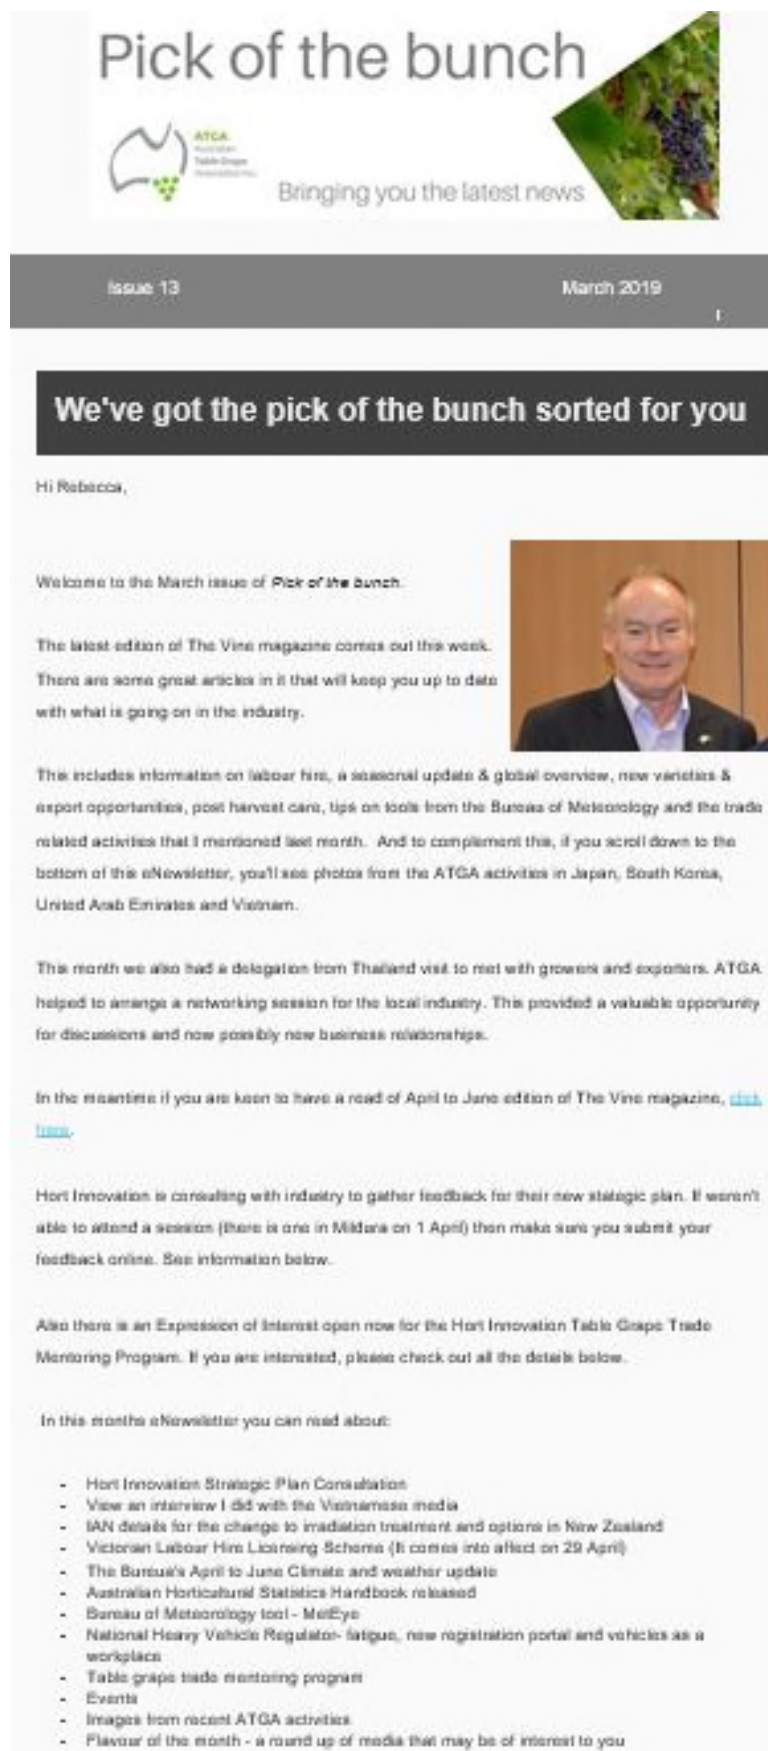 Pick of the bunch
ATGA
Australian
Table Grape
Association Inc.
Bringing you the latest news
Issue 13 March 2019
We've got the pick of the bunch sorted for you
Hi Rebecca,
Welcome to the March issue of Pick of the bunch.
The latest edition of The Vine magazine comes out this week.
There are some great articles in it that will keep you up to date
with what is going on in the industry.
This includes information on labour hire, a seasonal update & global overview, new varieties &
export opportunities, post harvest care, tips on tools from the Bureau of Meteorology and the trade
related activities that I mentioned last month. And to complement this, if you scroll down to the
bottom of this eNewsletter, you'll see photos from the ATGA activities in Japan, South Korea,
United Arab Emirates and Vietnam.
This month we also had a delegation from Thailand visit to met with growers and exporters. ATGA
helped to arrange a networking session for the local industry. This provided a valuable opportunity
for discussions and now possibly new business relationships.
In the meantime if you are keen to have a read of April to June edition of The Vine magazine, click
here.
Hort Innovation is consulting with industry to gather feedback for their new stategic plan. If weren't
able to attend a session (there is one in Mildura on 1 April) then make sure you submit your
feedback online. See information below.
Also there is an Expression of Interest open now for the Hort Innovation Table Grape Trade
Mentoring Program. If you are interested, please check out all the details below.
In this months eNewsletter you can read about:
- Hort Innovation Strategic Plan Consultation
- View an interview I did with the Vietnamese media
- IAN details for the change to irradiation treatment and options in New Zealand
- Victorian Labour Hire Licensing Scheme (It comes into affect on 29 April)
- The Bureua's April to June Climate and weather update
- Australian Horticultural Statistics Handbook released
- Bureau of Meteorology tool - MetEye
- National Heavy Vehicle Regulator- fatigue, new registration portal and vehicles as a
workplace
- Table grape trade mentoring program
- Events
- Images from recent ATGA activities
- Flavour of the month - a round up of media that may be of interest to you